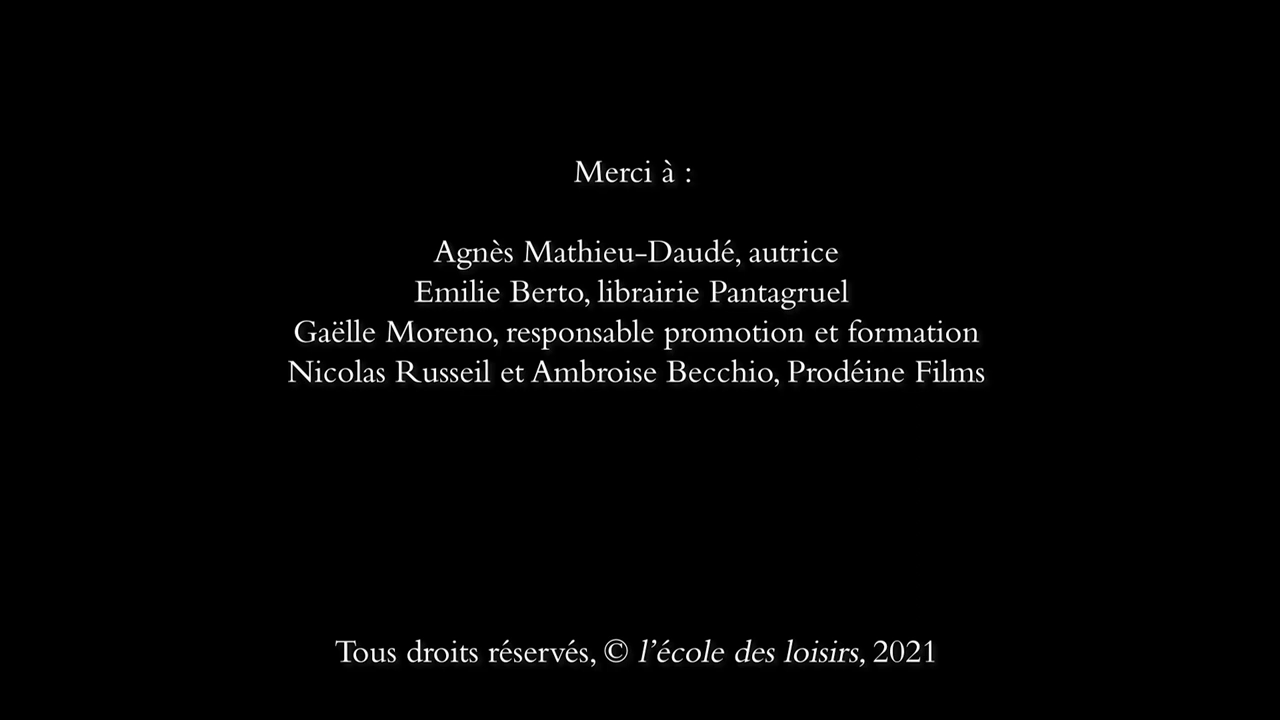 Merci à :
Agnès Mathieu-Daudé, autrice
Emilie Berto, librairie Pantagruel
Gaëlle Moreno, responsable promotion et formation
Nicolas Russeil et Ambroise Becchio, Prodéine Films
Tous droits réservés, © l'école des loisirs, 2021